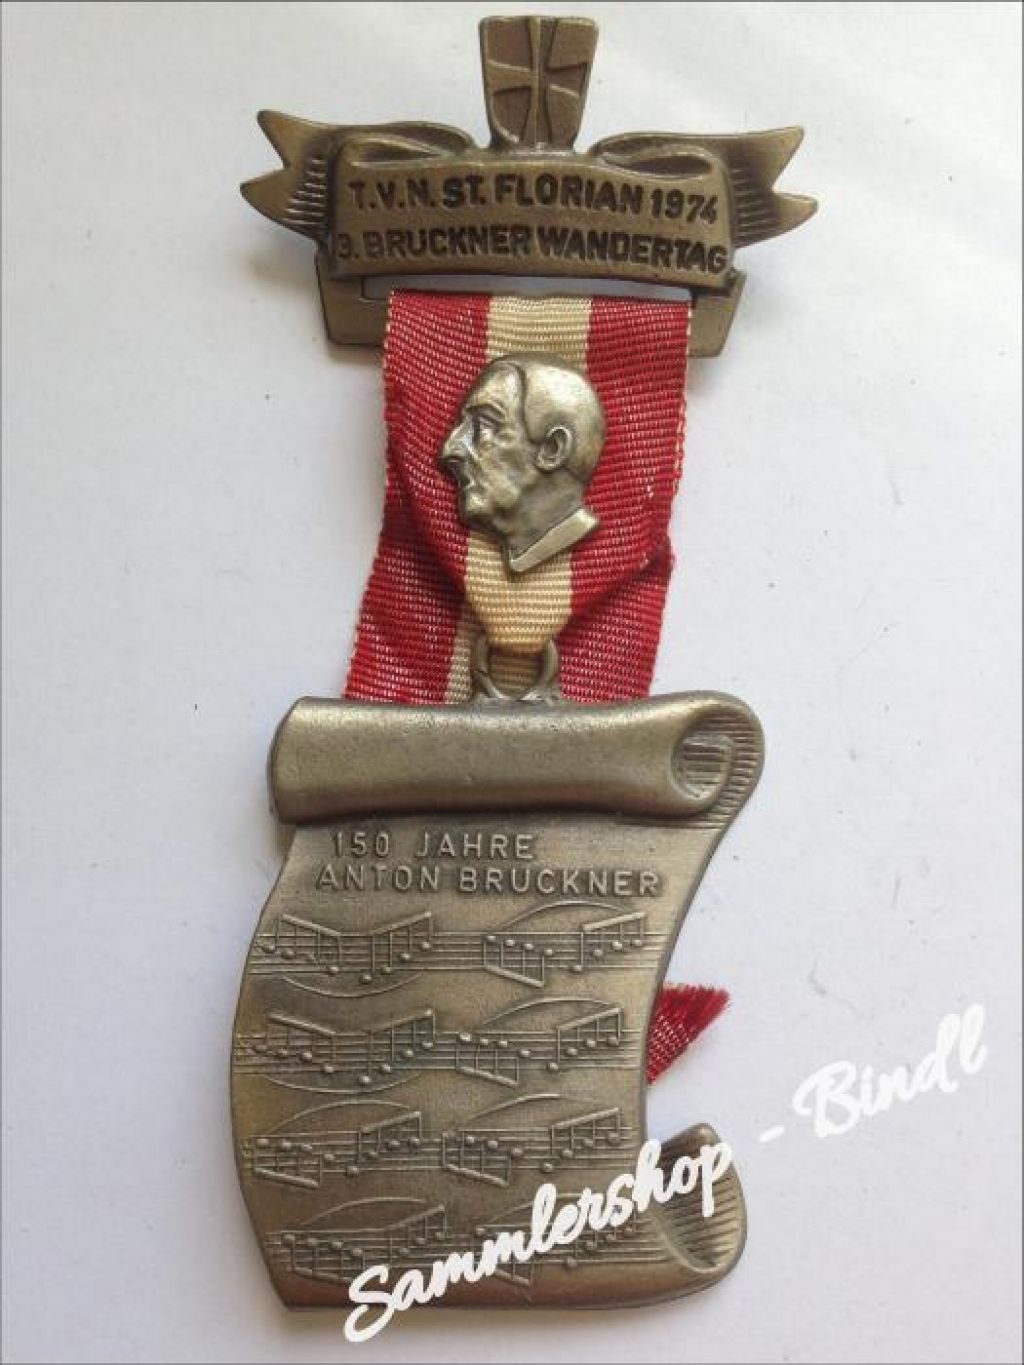 T.V.N. ST. FLORIAN 1974
3. BRUCKNER WANDERTAG
150 JAHRE
ANTON BRUCKNER
Sammlershop - Bindl